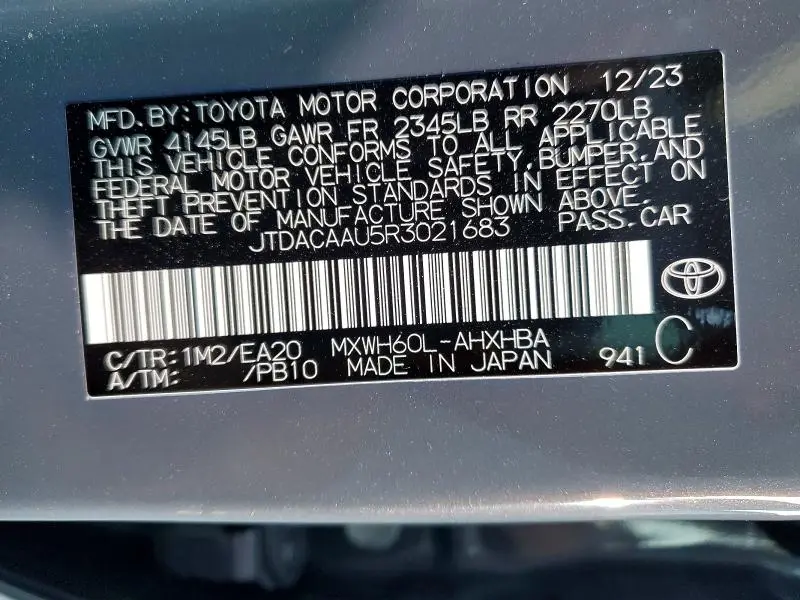 MFD. BY: TOYOTA MOTOR CORPORATION 12/23
GVWR 4145LB GAWR FR 2345LB RR 2270LB
THIS VEHICLE CONFORMS TO ALL APPLICABLE
FEDERAL MOTOR VEHICLE SAFETY, BUMPER, AND
THEFT PREVENTION STANDARDS IN EFFECT ON
THE DATE OF MANUFACTURE SHOWN ABOVE.
JTDACAAU5R3021683 PASS. CAR
C/TR: 1M2/EA20 MXWH60L-AHXHBA
A/TM: /PB10 MADE IN JAPAN 941 C